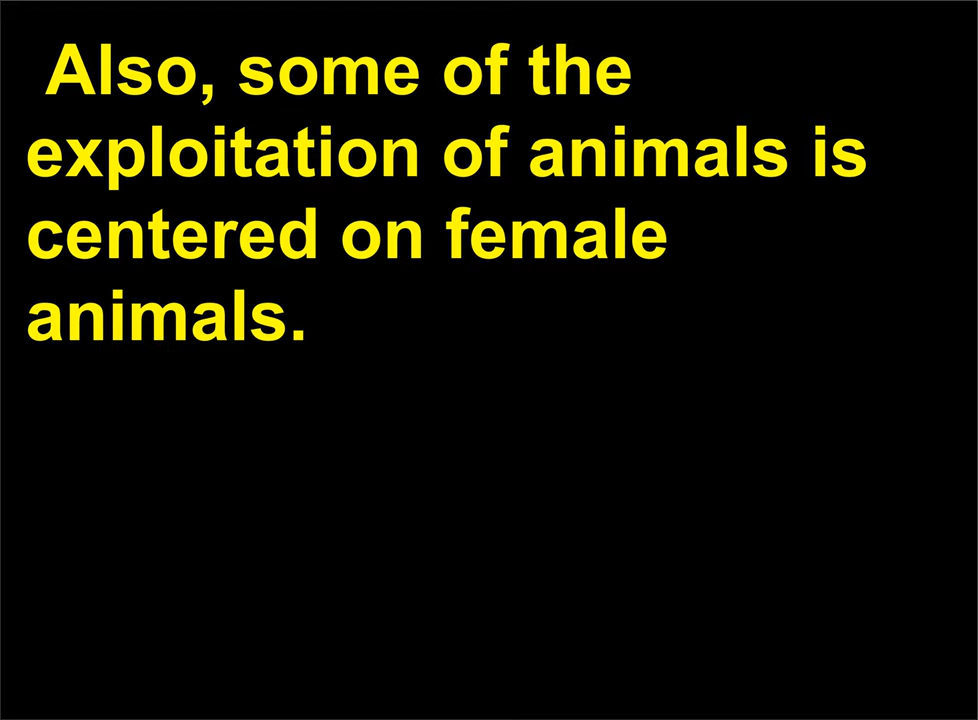 Also, some of the
exploitation of animals is
centered on female
animals.